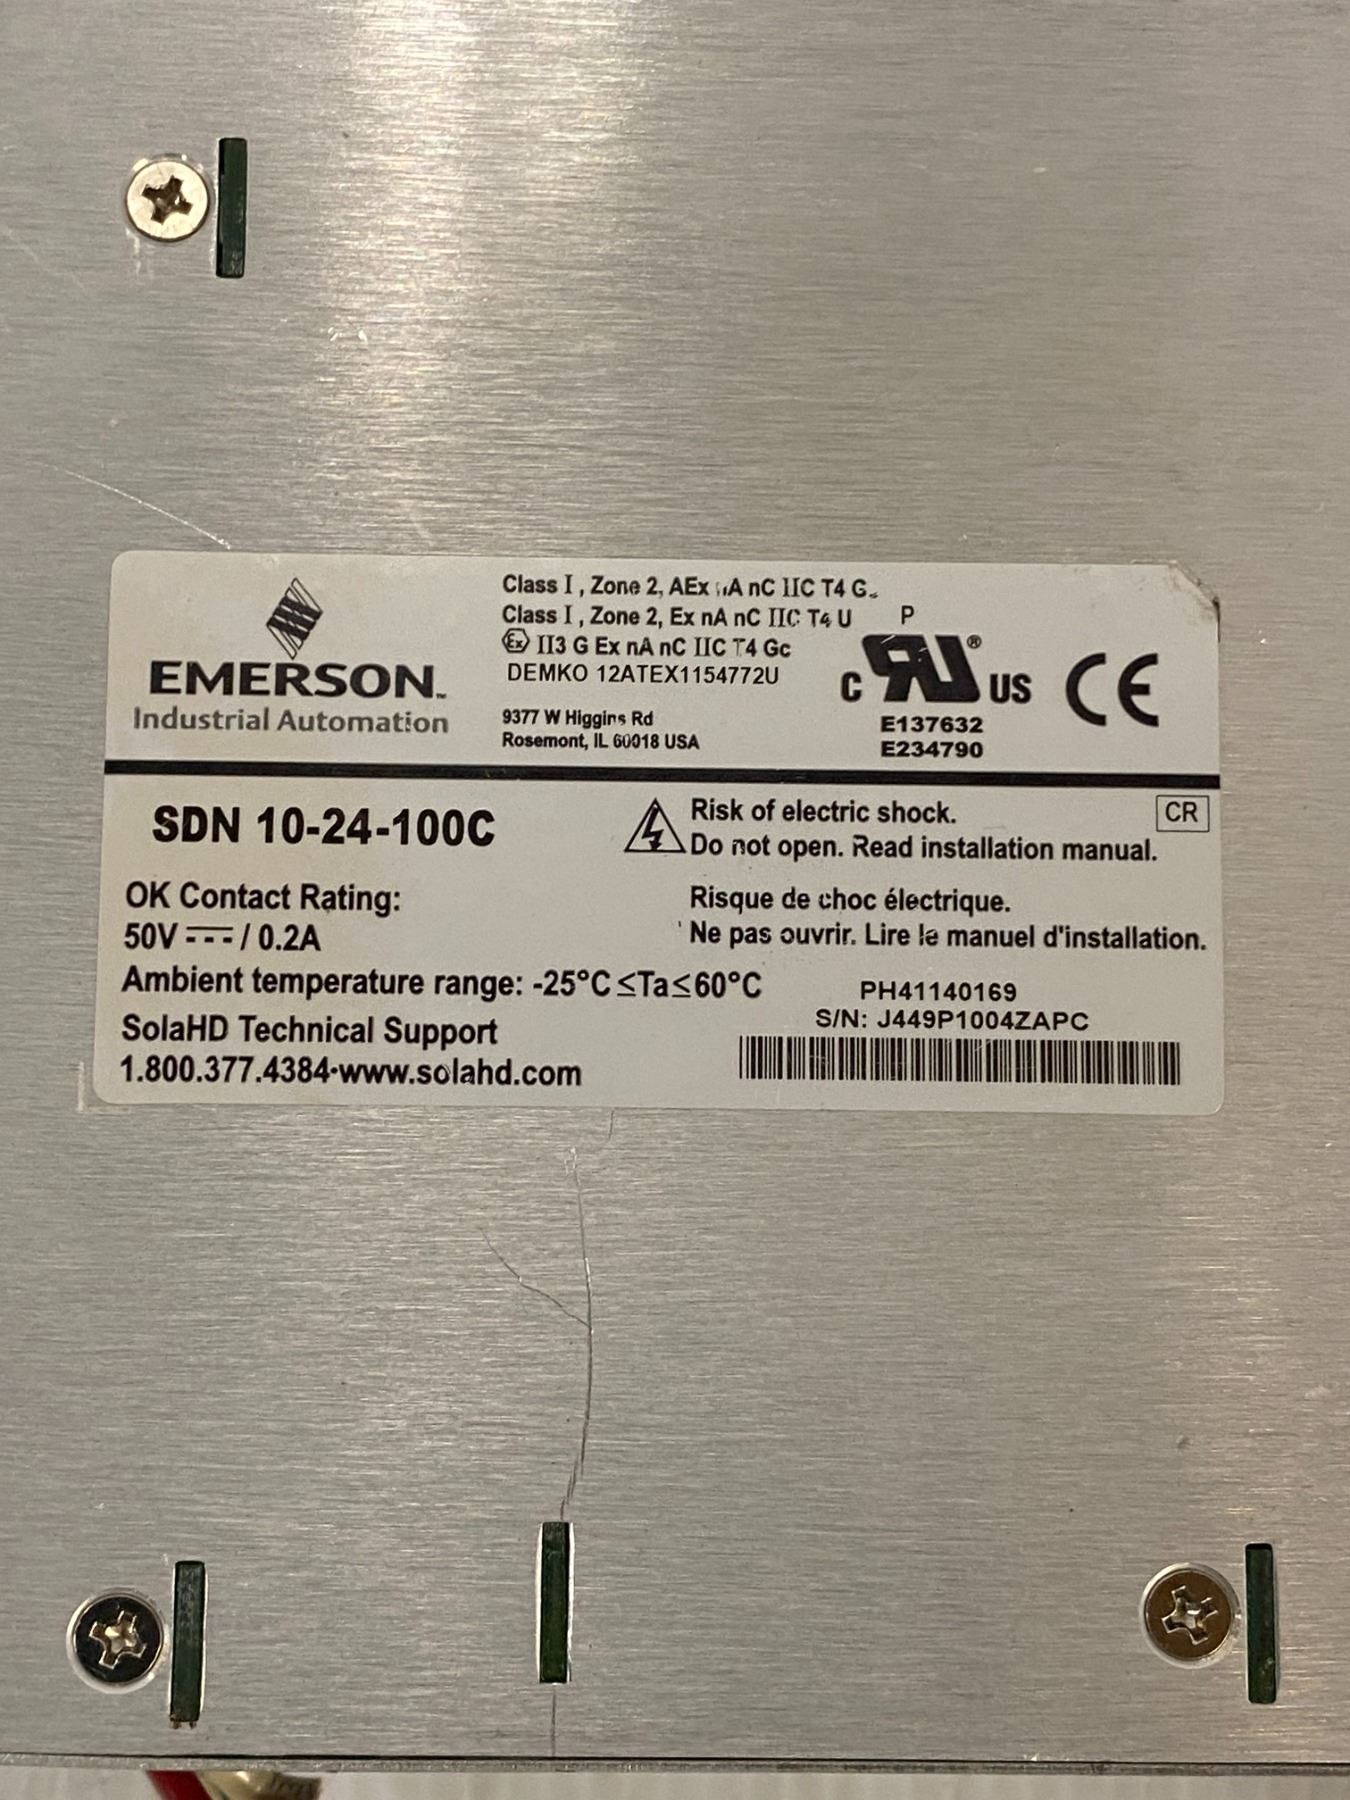 EMERSON™
Industrial Automation
Class I, Zone 2, AEx nA nC IIC T4
Class I, Zone 2, Ex nA nC IIC T4 U
Ex II3 G Ex nA nC IIC T4 Gc
DEMKO 12ATEX1154772U
9377 W Higgins Rd
Rosemont, IL 60018 USA
P
c RU® US CE
E137632
E234790
SDN 10-24-100C
Risk of electric shock.
Do not open. Read installation manual.
CR
OK Contact Rating:
50V ⎓ / 0.2A
Risque de choc électrique.
Ne pas ouvrir. Lire le manuel d'installation.
Ambient temperature range: -25°C ≤Ta≤60°C
SolaHD Technical Support
1.800.377.4384•www.solahd.com
PH41140169
S/N: J449P1004ZAPC